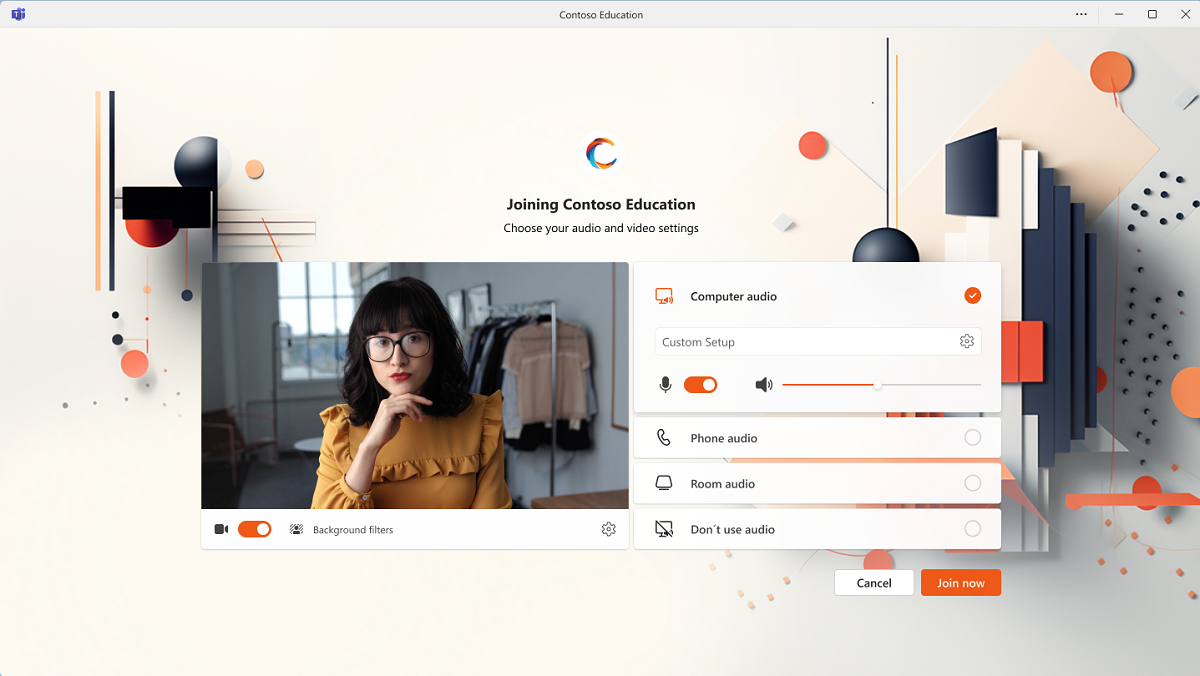 Contoso Education
Joining Contoso Education
Choose your audio and video settings
Computer audio
Custom Setup
Phone audio
Room audio
Don´t use audio
Background filters
Cancel
Join now